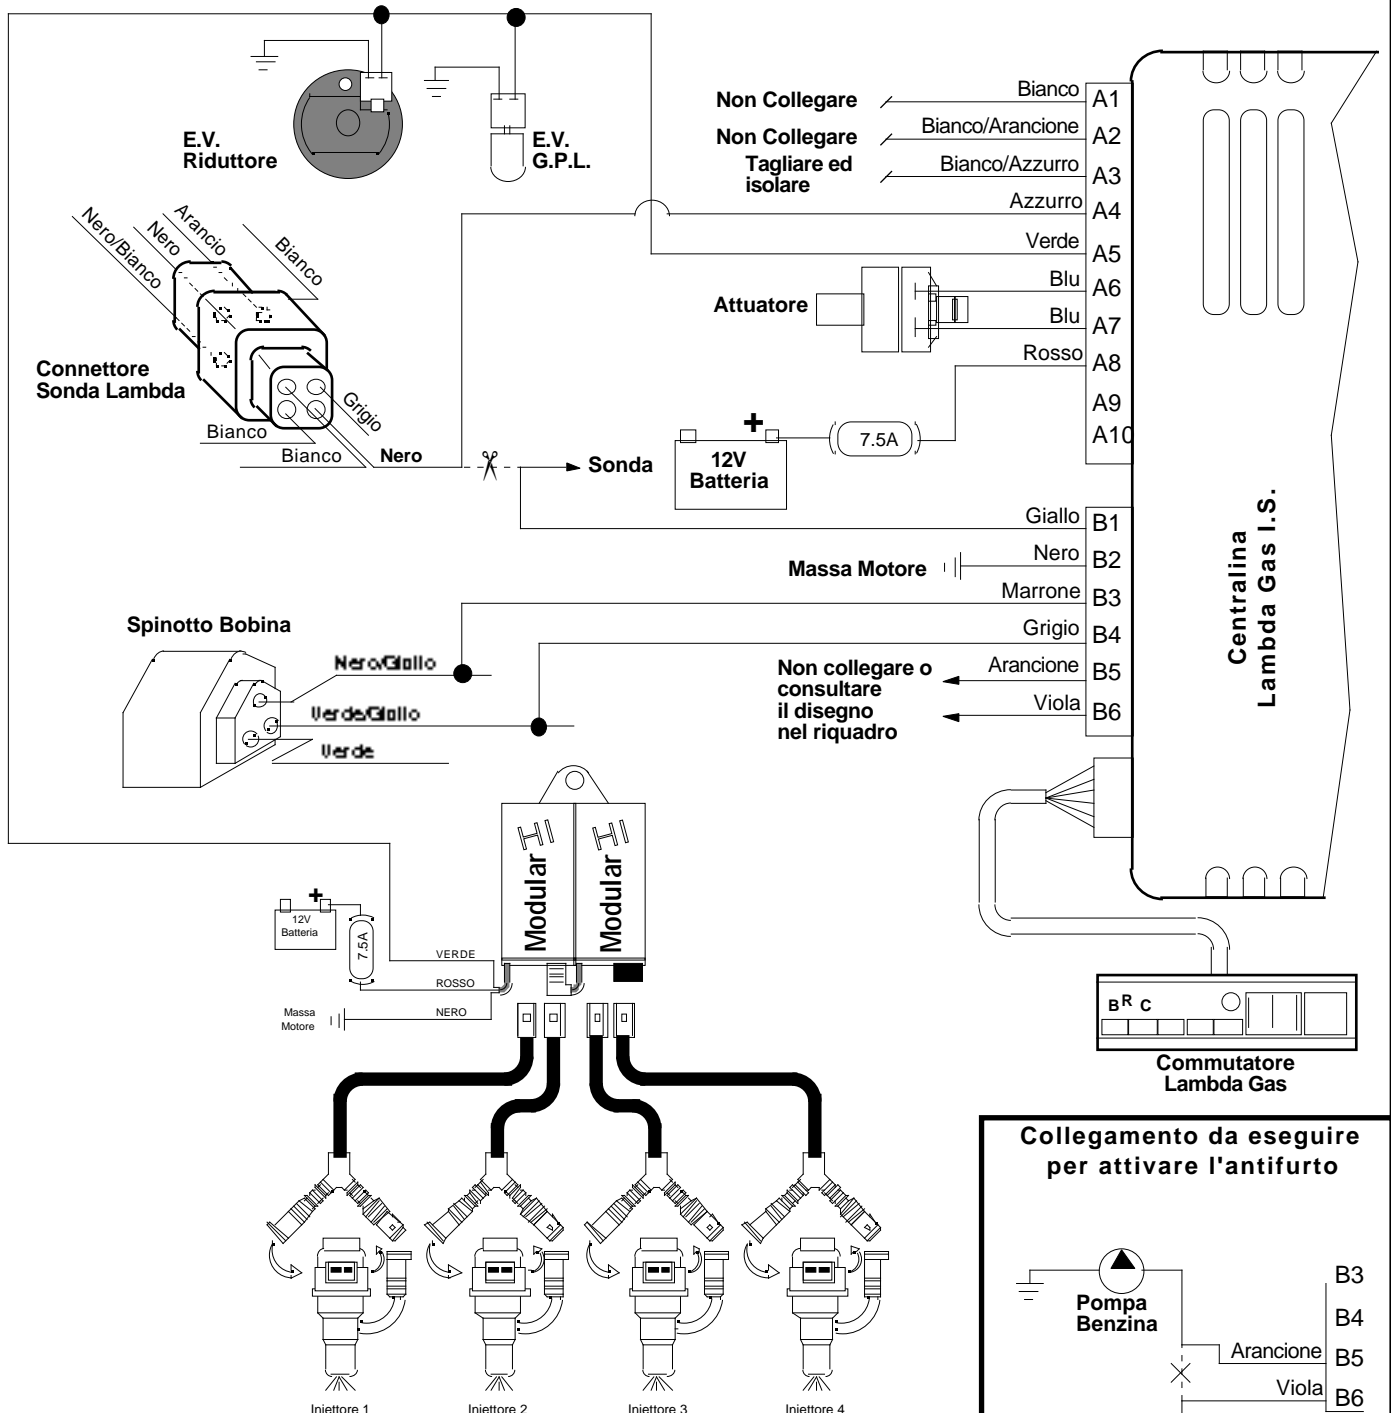 E.V.
Riduttore
E.V.
G.P.L.
Non Collegare
Bianco
A1
Non Collegare
Bianco/Arancione
A2
Tagliare ed
isolare
Bianco/Azzurro
A3
Azzurro
A4
Verde
A5
Blu
A6
Attuatore
Blu
A7
Rosso
A8
A9
A10
Nero/Bianco
Nero
Arancio
Bianco
Connettore
Sonda Lambda
Grigio
Bianco
Bianco
Nero
Sonda
+
12V
Batteria
7.5A
Giallo
B1
Massa Motore
Nero
B2
Marrone
B3
Grigio
B4
Non collegare o
consultare
il disegno
nel riquadro
Arancione
B5
Viola
B6
Centralina
Lambda Gas I.S.
Spinotto Bobina
Nero/Giallo
Verde/Giallo
Verde
Modular HI
Modular HI
+
12V
Batteria
7.5A
VERDE
ROSSO
NERO
Massa
Motore
B R C
Commutatore
Lambda Gas
Iniettore 1
Iniettore 2
Iniettore 3
Iniettore 4
Collegamento da eseguire
per attivare l'antifurto
Pompa
Benzina
B3
B4
Arancione
B5
Viola
B6